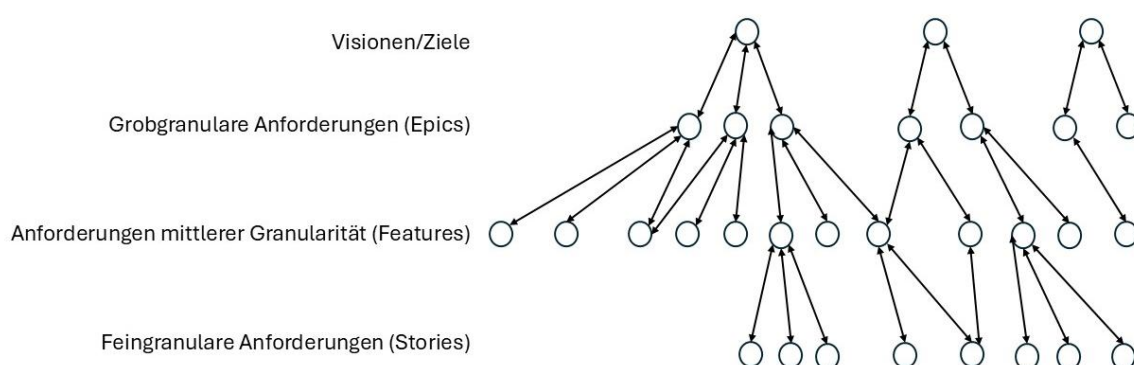 Visionen/Ziele
Grobgranulare Anforderungen (Epics)
Anforderungen mittlerer Granularität (Features)
Feingranulare Anforderungen (Stories)